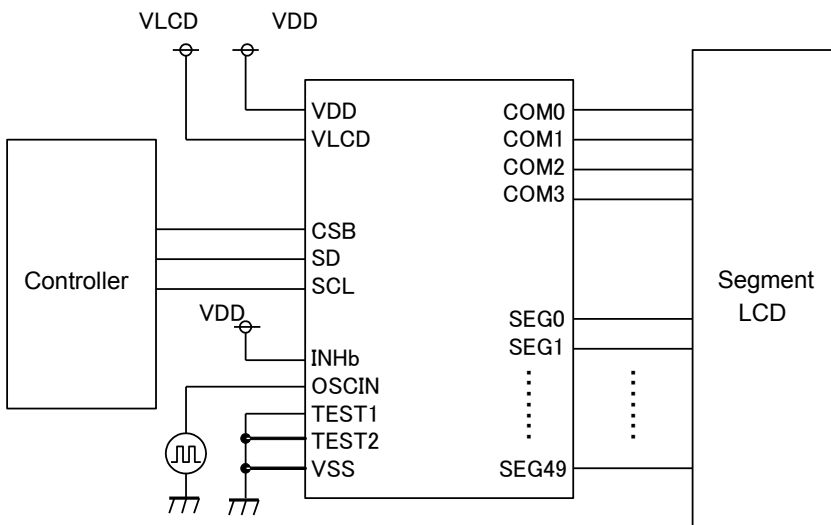 VLCD VDD
VDD COM0
VLCD COM1
COM2
COM3
CSB
SD
Controller SCL Segment
LCD
VDD SEG0
SEG1
INHb
OSCIN
TEST1
TEST2
VSS SEG49